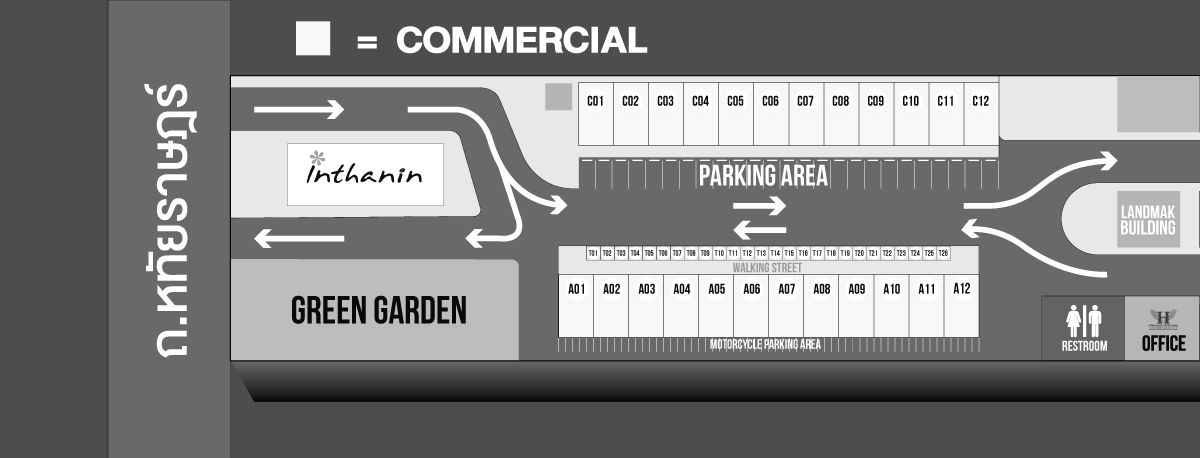 = COMMERCIAL
ถ.หทัยราษฎร์
C01 C02 C03 C04 C05 C06 C07 C08 C09 C10 C11 C12
inthanin
PARKING AREA
LANDMAK
BUILDING
T01 T02 T03 T04 T05 T06 T07 T08 T09 T10 T11 T12 T13 T14 T15 T16 T17 T18 T19 T20 T21 T22 T23 T24 T25 T26
WALKING STREET
A01 A02 A03 A04 A05 A06 A07 A08 A09 A10 A11 A12
GREEN GARDEN
MOTORCYCLE PARKING AREA
RESTROOM
H
OFFICE